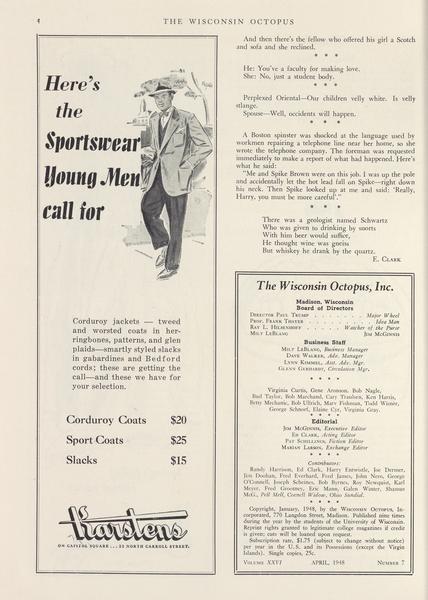 4
THE WISCONSIN OCTOPUS
Here's
the
Sportswear
Young Men
call for
Corduroy jackets — tweed
and worsted coats in her-
ringbones, patterns, and glen
plaids—smartly styled slacks
in gabardines and Bedford
cords; these are getting the
call—and these we have for
your selection.
Corduroy Coats $20
Sport Coats $25
Slacks $15
Karstens
ON CAPITOL SQUARE . . . 22 NORTH CARROLL STREET.
And then there's the fellow who offered his girl a Scotch
and sofa and she reclined.
* * *
He: You've a faculty for making love.
She: No, just a student body.
* * *
Perplexed Oriental—Our children velly white. Is velly
stlange.
Spouse—Well, occidents will happen.
* * *
A Boston spinster was shocked at the language used by
workmen repairing a telephone line near her home, so she
wrote the telephone company. The foreman was requested
immediately to make a report of what had happened. Here's
what he said:
"Me and Spike Brown were on this job. I was up the pole
and accidentally let the hot lead fall on Spike—right down
his neck. Then Spike looked up at me and said: 'Really,
Harry, you must be more careful'."
* * *
There was a geologist named Schwartz
Who was given to drinking by snorts
With him beer would suffice,
He thought wine was gneiss
But whiskey he drank by the quartz.
E. CLARK
The Wisconsin Octopus, Inc.
Madison, Wisconsin
Board of Directors
DIRECTOR PAUL TRUMP . . . . . . . Major Wheel
PROF. FRANK THAYER . . . . . . . Idea Man
RAY L. HILSENHOFF . . . . Watcher of the Purse
MILT LEBLANG JIM MCGINNIS
Business Staff
MILT LEBLANG, Business Manager
DAVE WALKER, Adv. Manager
LYNN KIMMEL, Asst. Adv. Mgr.
GLENN GERHARDT, Circulation Mgr.
* * * *
Virginia Curtis, Gene Aronson, Bob Nagle,
Bud Taylor, Bob Marchand, Cary Traulsen, Ken Harris,
Betty Mechanic, Bob Ullrich, Marv Fishman, Todd Wisner,
George Schnorf, Elaine Cyr, Virginia Gray.
* * * *
Editorial
JIM MCGINNIS, Executive Editor
ED CLARK, Acting Editor
PAT SCHILLINGS, Fiction Editor
MARIAN LARSON, Exchange Editor
* * * *
Contributors:
Randy Harrison, Ed Clark, Harry Entwistle, Joe Dermer,
Jim Doohan, Fred Everhard, Fred James, John Ness, George
O'Connell, Joseph Scheines, Bob Byrnes, Roy Newquist, Karl
Meyer, Fred Grootney, Eric Mann, Galen Winter, Shamus
McG., Pell Mell, Cornell Widow, Ohio Sundial.
* * * *
Copyright, January, 1948, by the WISCONSIN OCTOPUS, In-
corporated, 770 Langdon Street, Madison. Published nine times
during the year by the students of the University of Wisconsin.
Reprint rights granted to legitimate college magazines if credit
is given; cuts will be loaned upon request.
Subscription rate, $1.75 (subject to change without notice)
per year in the U.S. and its Possessions (except the Virgin
Islands). Single copies, 25c.
VOLUME XXVI APRIL, 1948 NUMBER 7